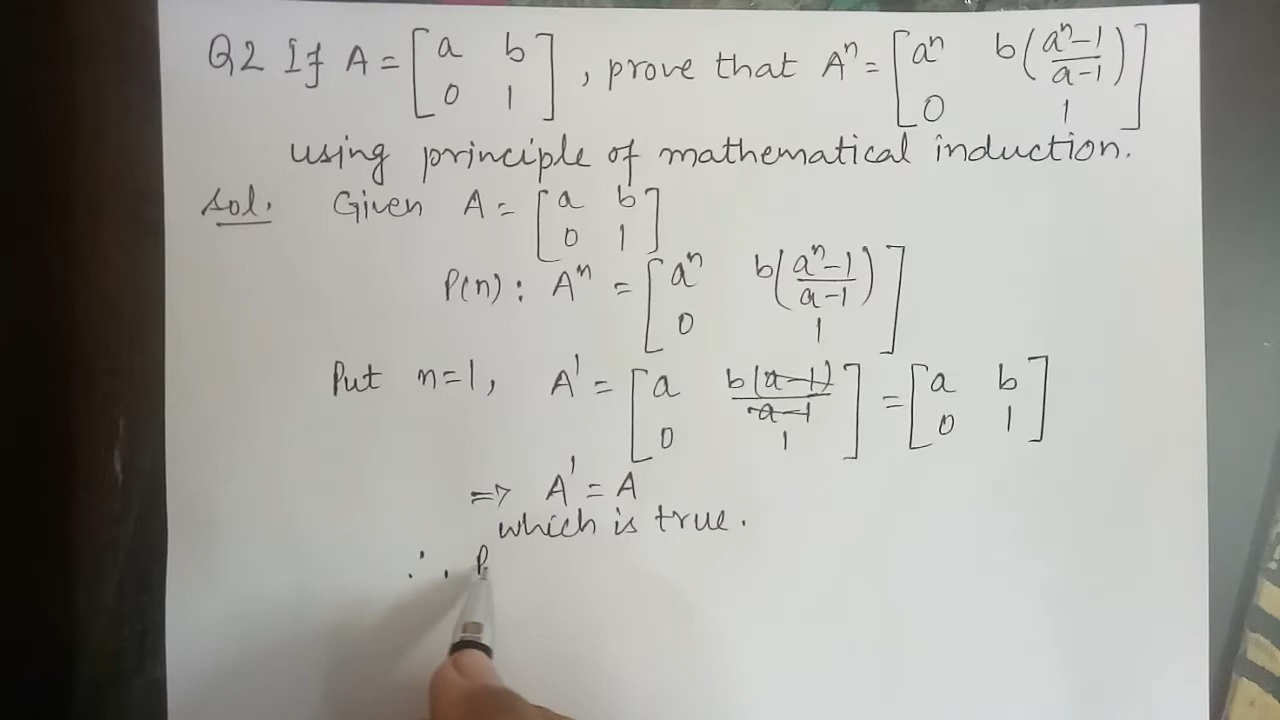 Q2 If A = [a b 0 1], prove that Aⁿ = [aⁿ b(aⁿ-1/a-1) 0 1]
using principle of mathematical induction.
Sol. Given A = [a b 0 1]
P(n): Aⁿ = [aⁿ b(aⁿ-1/a-1) 0 1]
Put n=1, A¹ = [a b(a-1)/a-1 0 1] = [a b 0 1]
=> A¹ = A
which is true.
∴ P